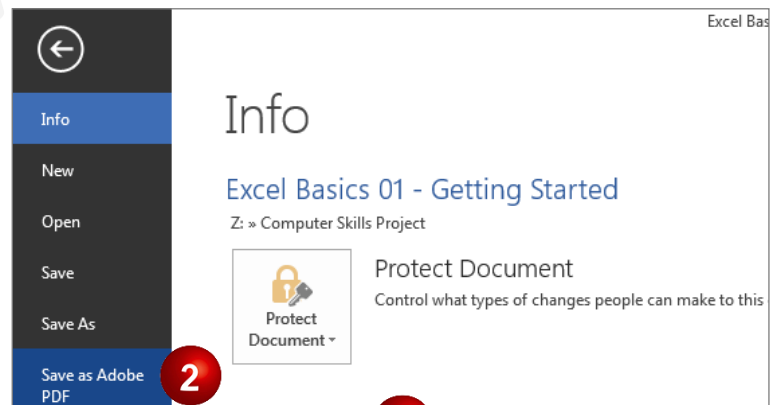 Excel Bas
Info
Info
New
Excel Basics 01 - Getting Started
Open
Z: » Computer Skills Project
Save
Protect Document
Control what types of changes people can make to this
Protect
Document
Save As
Save as Adobe
PDF
2